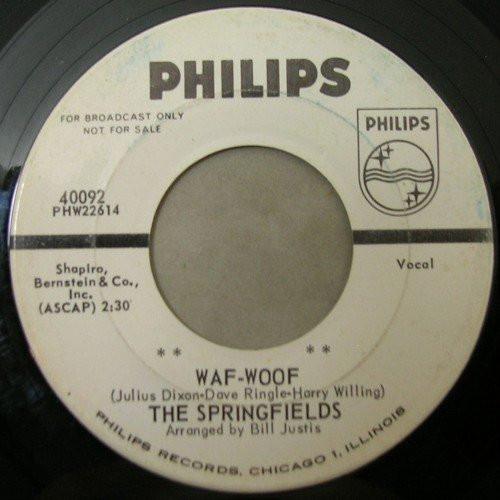 PHILIPS
FOR BROADCAST ONLY
NOT FOR SALE
PHILIPS
40092
PHW22614
Shapiro,
Bernstein & Co.,
Inc.
(ASCAP) 2:30
Vocal
** **
WAF-WOOF
(Julius Dixon-Dave Ringle-Harry Willing)
THE SPRINGFIELDS
Arranged by Bill Justis
PHILIPS RECORDS, CHICAGO 1, ILLINOIS